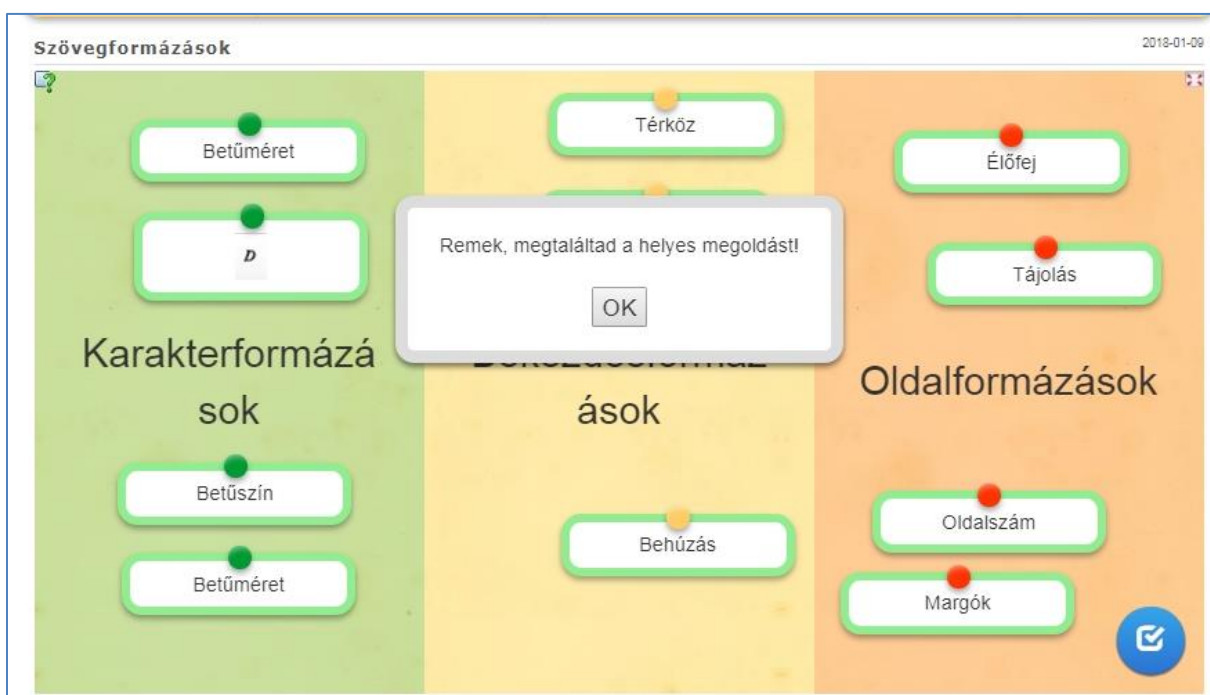 Szövegformázások
2018-01-09
Betűméret
Térköz
Élőfej
D
Remek, megtaláltad a helyes megoldást!
OK
Tájolás
Karakterformázá
sok
ások
Oldalformázások
Betűszín
Behúzás
Oldalszám
Betűméret
Margók